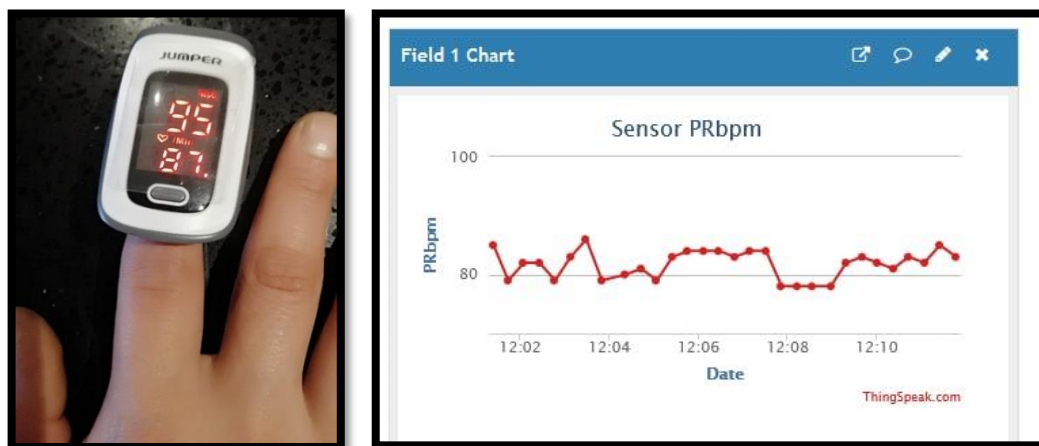 JUMPER
95
/Min
87.
Field 1 Chart
Sensor PRbpm
100
80
PRbpm
12:02 12:04 12:06 12:08 12:10
Date
ThingSpeak.com